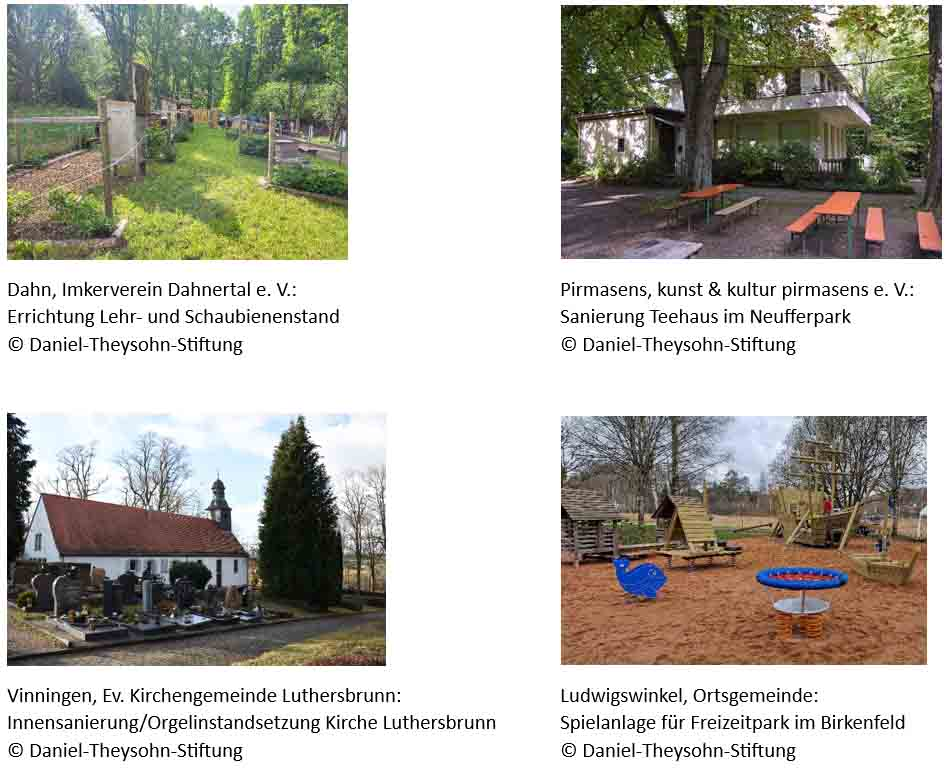 Dahn, Imkerverein Dahnertal e. V.:
Errichtung Lehr- und Schaubienenstand
© Daniel-Theysohn-Stiftung
Pirmasens, kunst & kultur pirmasens e. V.:
Sanierung Teehaus im Neufferpark
© Daniel-Theysohn-Stiftung
Vinningen, Ev. Kirchengemeinde Luthersbrunn:
Innensanierung/Orgelinstandsetzung Kirche Luthersbrunn
© Daniel-Theysohn-Stiftung
Ludwigswinkel, Ortsgemeinde:
Spielanlage für Freizeitpark im Birkenfeld
© Daniel-Theysohn-Stiftung